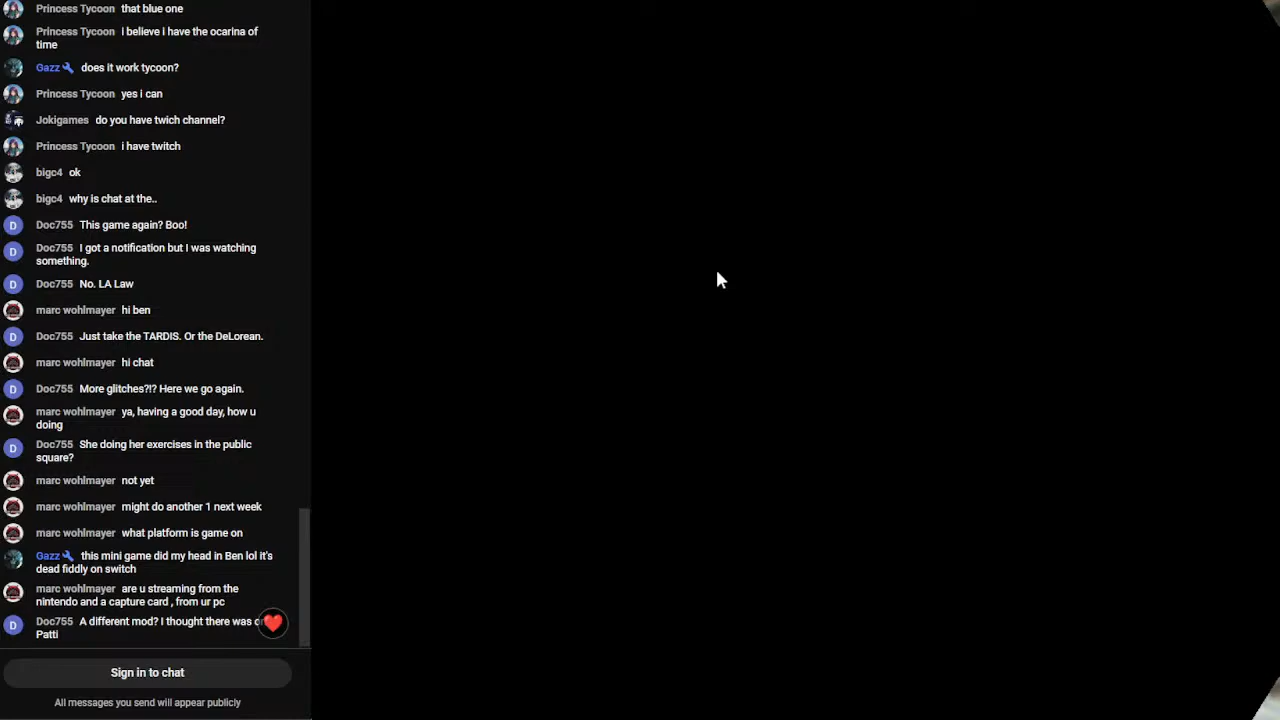 Princess Tycoon that blue one
Princess Tycoon i believe i have the ocarina of
time
Gazz does it work tycoon?
Princess Tycoon yes i can
Jokigames do you have twich channel?
Princess Tycoon i have twitch
bigc4 ok
bigc4 why is chat at the..
D Doc755 This game again? Boo!
D Doc755 I got a notification but I was watching
something.
D Doc755 No. LA Law
marc wohlmayer hi ben
D Doc755 Just take the TARDIS. Or the DeLorean.
marc wohlmayer hi chat
D Doc755 More glitches?!? Here we go again.
marc wohlmayer ya, having a good day, how u
doing
D Doc755 She doing her exercises in the public
square?
marc wohlmayer not yet
marc wohlmayer might do another 1 next week
marc wohlmayer what platform is game on
Gazz this mini game did my head in Ben lol it's
dead fiddly on switch
marc wohlmayer are u streaming from the
nintendo and a capture card , from ur pc
D Doc755 A different mod? I thought there was
Patti
Sign in to chat
All messages you send will appear publicly